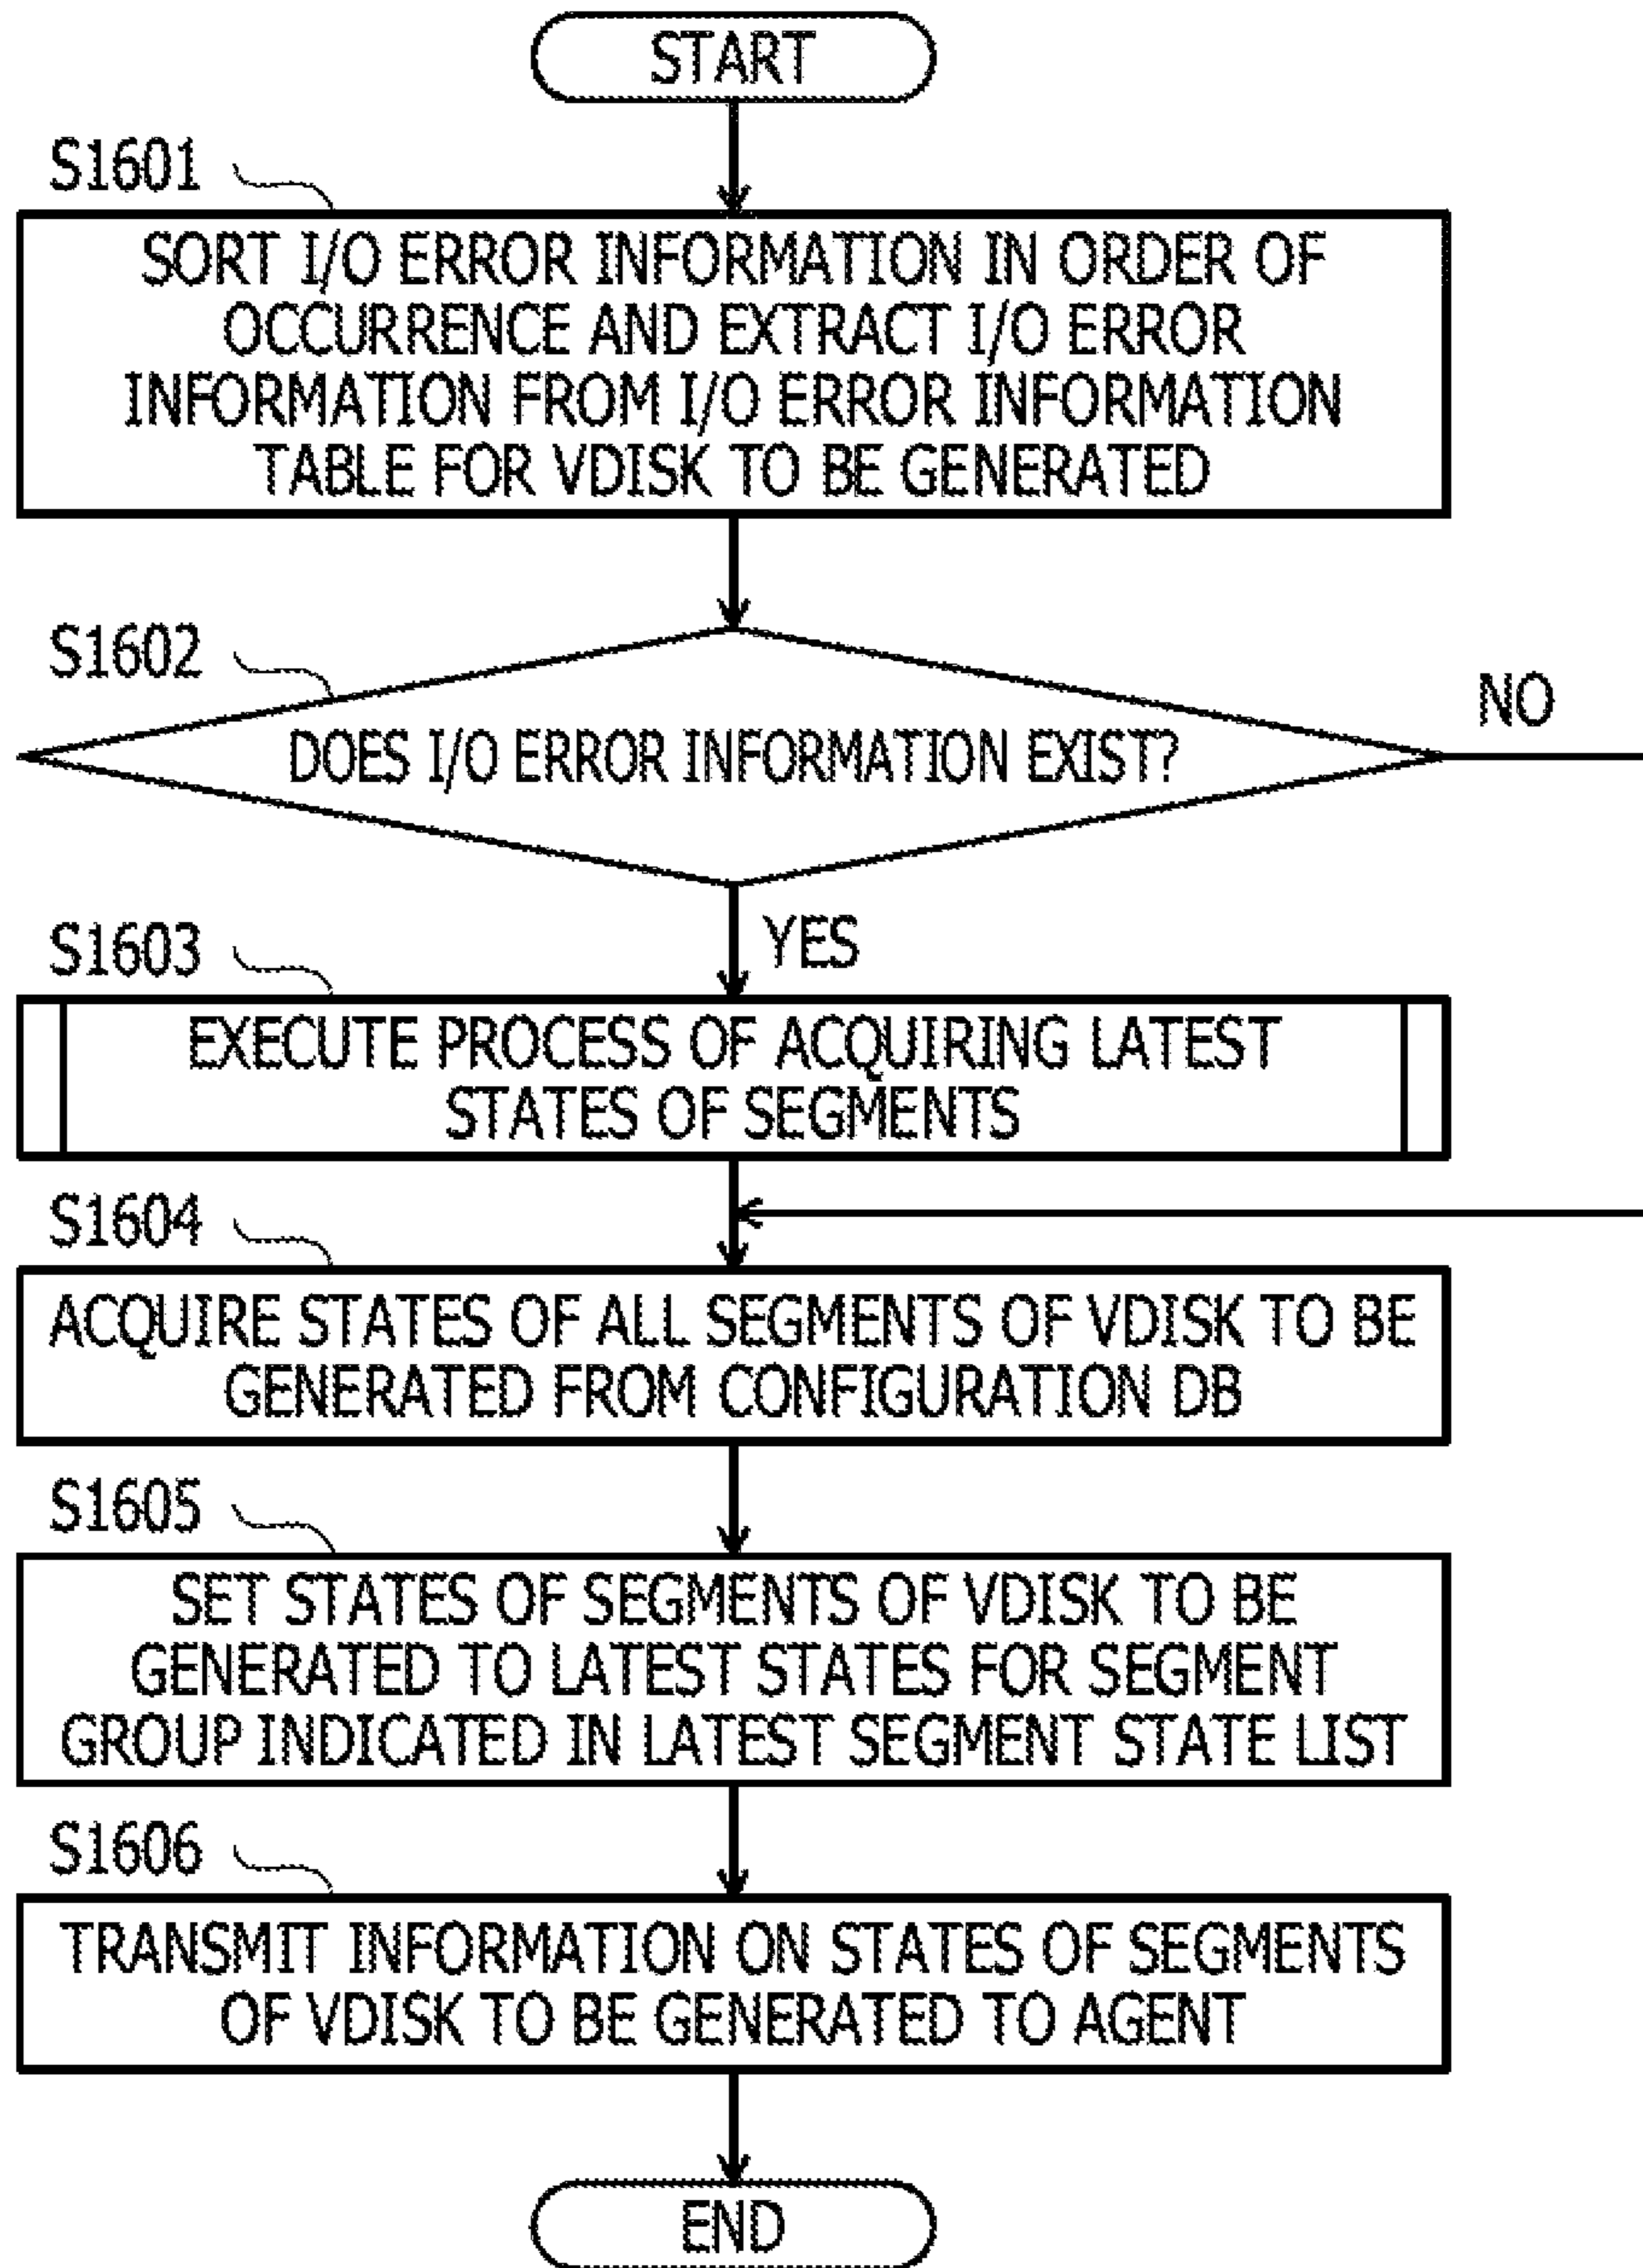 START
S1601
SORT I/O ERROR INFORMATION IN ORDER OF
OCCURRENCE AND EXTRACT I/O ERROR
INFORMATION FROM I/O ERROR INFORMATION
TABLE FOR VDISK TO BE GENERATED
S1602
NO
DOES I/O ERROR INFORMATION EXIST?
YES
S1603
EXECUTE PROCESS OF ACQUIRING LATEST
STATES OF SEGMENTS
S1604
ACQUIRE STATES OF ALL SEGMENTS OF VDISK TO BE
GENERATED FROM CONFIGURATION DB
S1605
SET STATES OF SEGMENTS OF VDISK TO BE
GENERATED TO LATEST STATES FOR SEGMENT
GROUP INDICATED IN LATEST SEGMENT STATE LIST
S1606
TRANSMIT INFORMATION ON STATES OF SEGMENTS
OF VDISK TO BE GENERATED TO AGENT
END